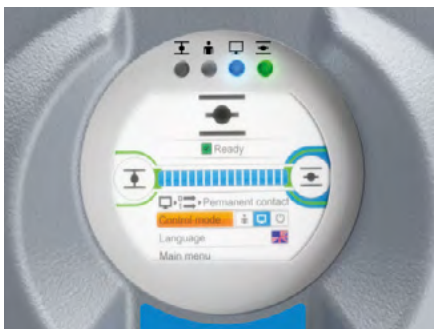 Ready
Permanent contact
Control mode
Language
Main menu